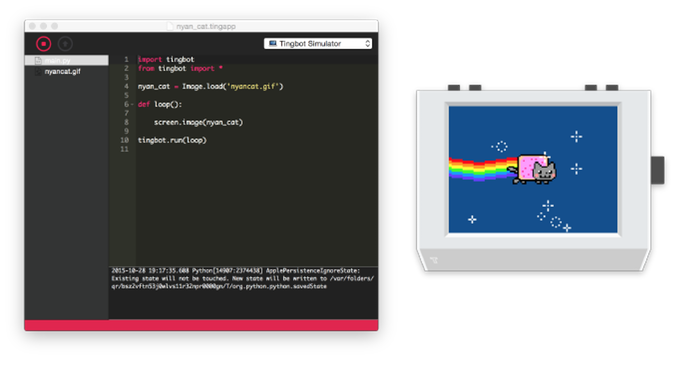 nyan_cat.tingapp
Tingbot Simulator
main.py
nyancat.gif
1 import tingbot
2 from tingbot import *
3
4 nyan_cat = Image.load('nyancat.gif')
5
6 def loop():
7
8 screen.image(nyan_cat)
9
10 tingbot.run(loop)
11
2015-10-28 19:17:35.608 Python[14907:2374438] ApplePersistenceIgnoreState:
Existing state will not be touched. New state will be written to /var/folders/
qr/bsz2vftn53j0wlvs11r32npr0000gn/T/org.python.python.savedState